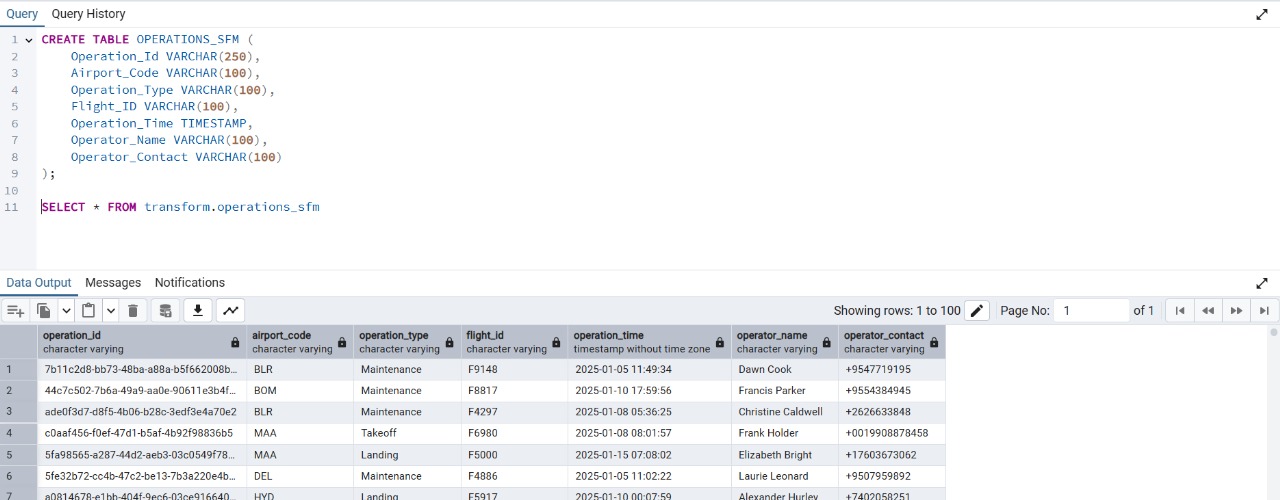 Query Query History
1 CREATE TABLE OPERATIONS_SFM (
2 Operation_Id VARCHAR(250),
3 Airport_Code VARCHAR(100),
4 Operation_Type VARCHAR(100),
5 Flight_ID VARCHAR(100),
6 Operation_Time TIMESTAMP,
7 Operator_Name VARCHAR(100),
8 Operator_Contact VARCHAR(100)
9 );
10
11 SELECT * FROM transform.operations_sfm
Data Output Messages Notifications
Showing rows: 1 to 100 Page No: 1 of 1
operation_id airport_code operation_type flight_id operation_time operator_name operator_contact
character varying character varying character varying character varying timestamp without time zone character varying character varying
1 7b11c2d8-bb73-48ba-a88a-b5f662008b... BLR Maintenance F9148 2025-01-05 11:49:34 Dawn Cook +9547719195
2 44c7c502-7b6a-49a9-aa0e-90611e3b4f... BOM Maintenance F8817 2025-01-10 17:59:56 Francis Parker +9554384945
3 ade0f3d7-d8f5-4b06-b28c-3edf3e4a70e2 BLR Maintenance F4297 2025-01-08 05:36:25 Christine Caldwell +2626633848
4 c0aaf456-f0ef-47d1-b5af-4b92f98836b5 MAA Takeoff F6980 2025-01-08 08:01:57 Frank Holder +0019908878458
5 5fa98565-a287-44d2-aeb3-03c0549f78... MAA Landing F5000 2025-01-15 07:08:02 Elizabeth Bright +17603673062
6 5fe32b72-cc4b-47c2-be13-7b3a220e4b... DEL Maintenance F4886 2025-01-05 11:02:22 Laurie Leonard +9507959892
7 a0814678-e1bb-404f-9ec6-03ce916640... HYD Landing F5917 2025-01-10 00:07:59 Alexander Hurley +7402058251